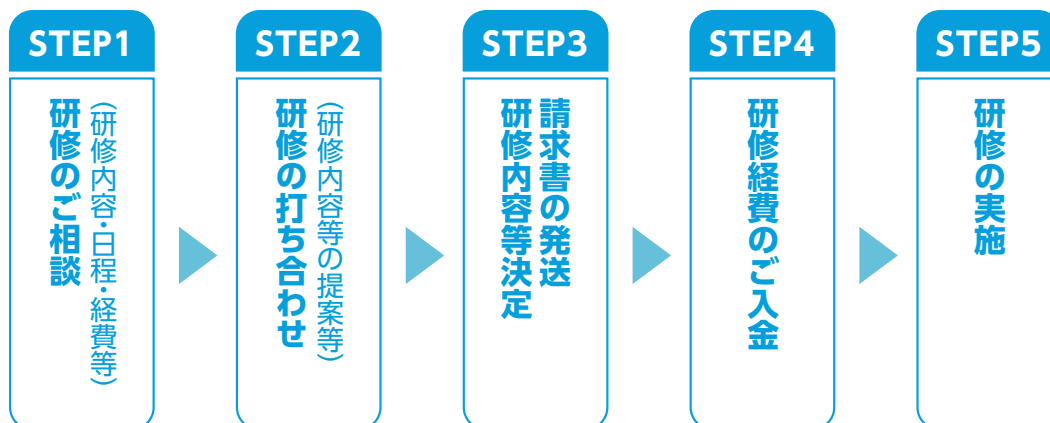 STEP1
研修のご相談
(研修内容・日程・経費等)
STEP2
研修の打ち合わせ
(研修内容等の提案等)
STEP3
研修内容等決定
請求書の発送
STEP4
研修経費のご入金
STEP5
研修の実施